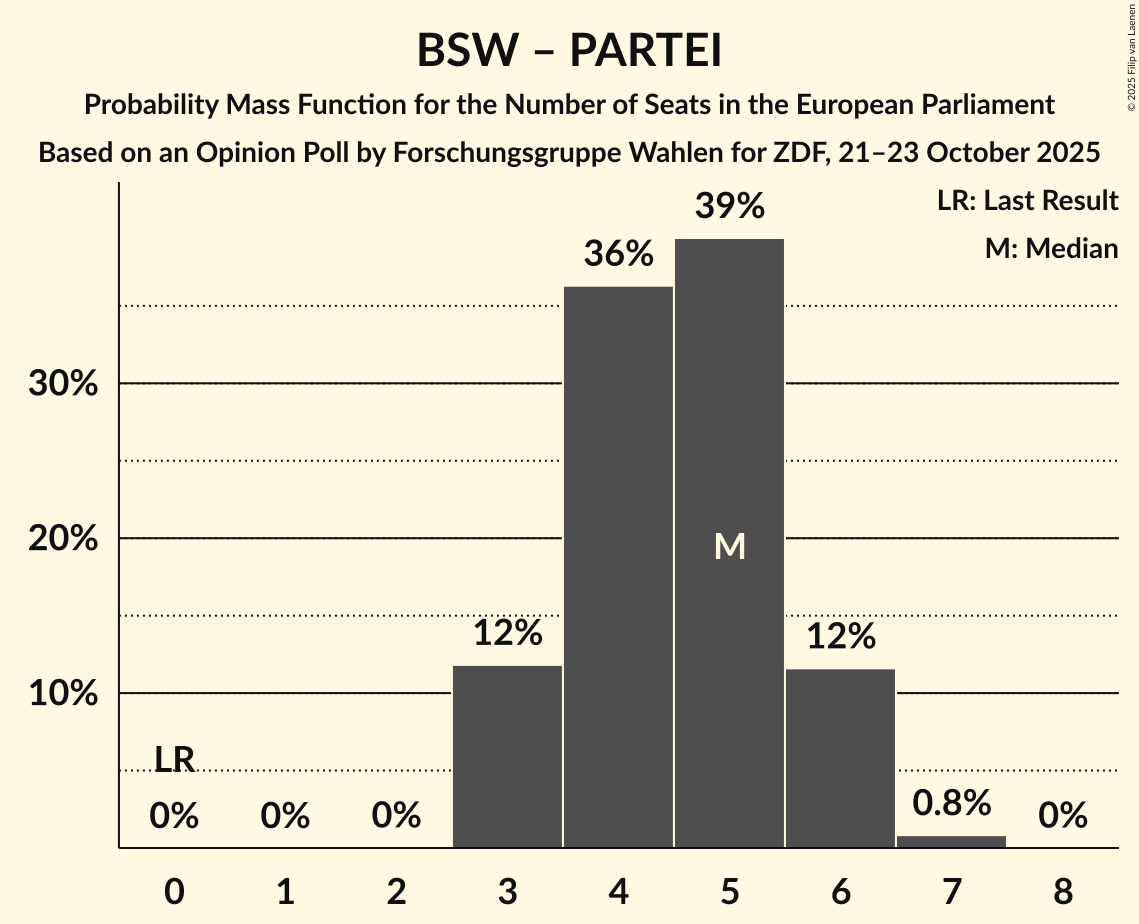 BSW – PARTEI
Probability Mass Function for the Number of Seats in the European Parliament
Based on an Opinion Poll by Forschungsgruppe Wahlen for ZDF, 21–23 October 2025
© 2025 Filip van Laenen
LR: Last Result
M: Median
39%
36%
30%
20%
M
12%
12%
10%
LR
0%
0%
0%
0.8%
0%
0
1
2
3
4
5
6
7
8